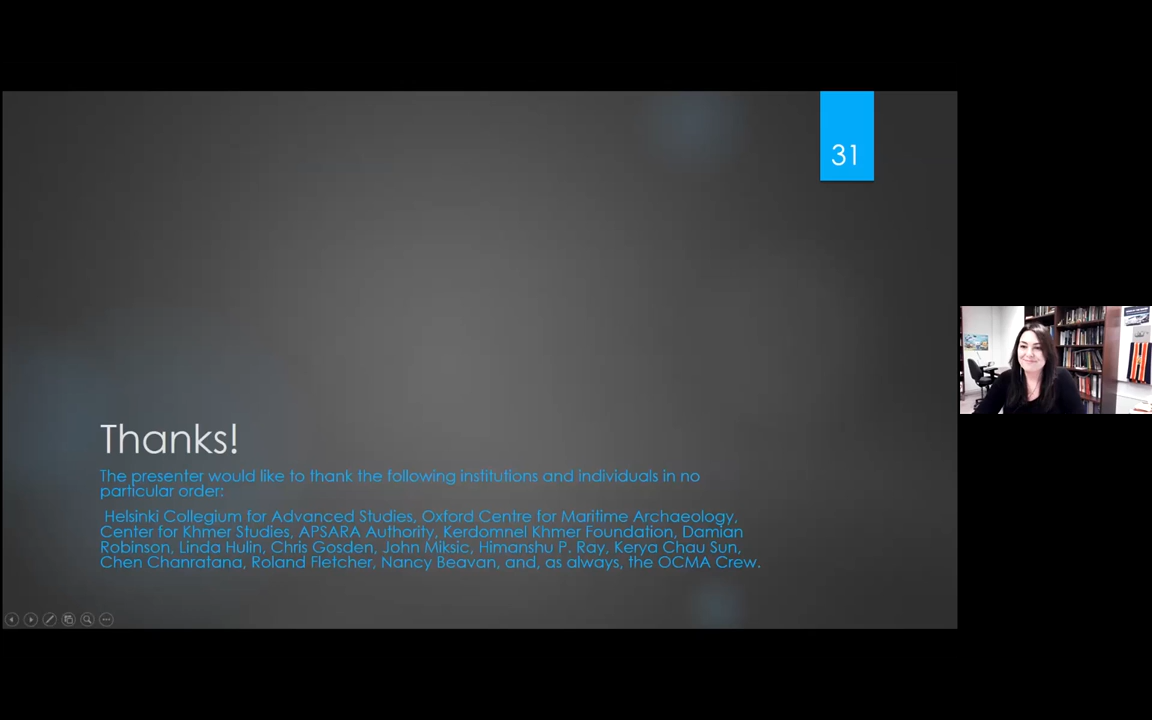 31
Thanks!
The presenter would like to thank the following institutions and individuals in no
particular order:
Helsinki Collegium for Advanced Studies, Oxford Centre for Maritime Archaeology,
Center for Khmer Studies, APSARA Authority, Kerdomnel Khmer Foundation, Damian
Robinson, Linda Hulin, Chris Gosden, John Miksic, Himanshu P. Ray, Kerya Chau Sun,
Chen Chanratana, Roland Fletcher, Nancy Beavan, and, as always, the OCMA Crew.